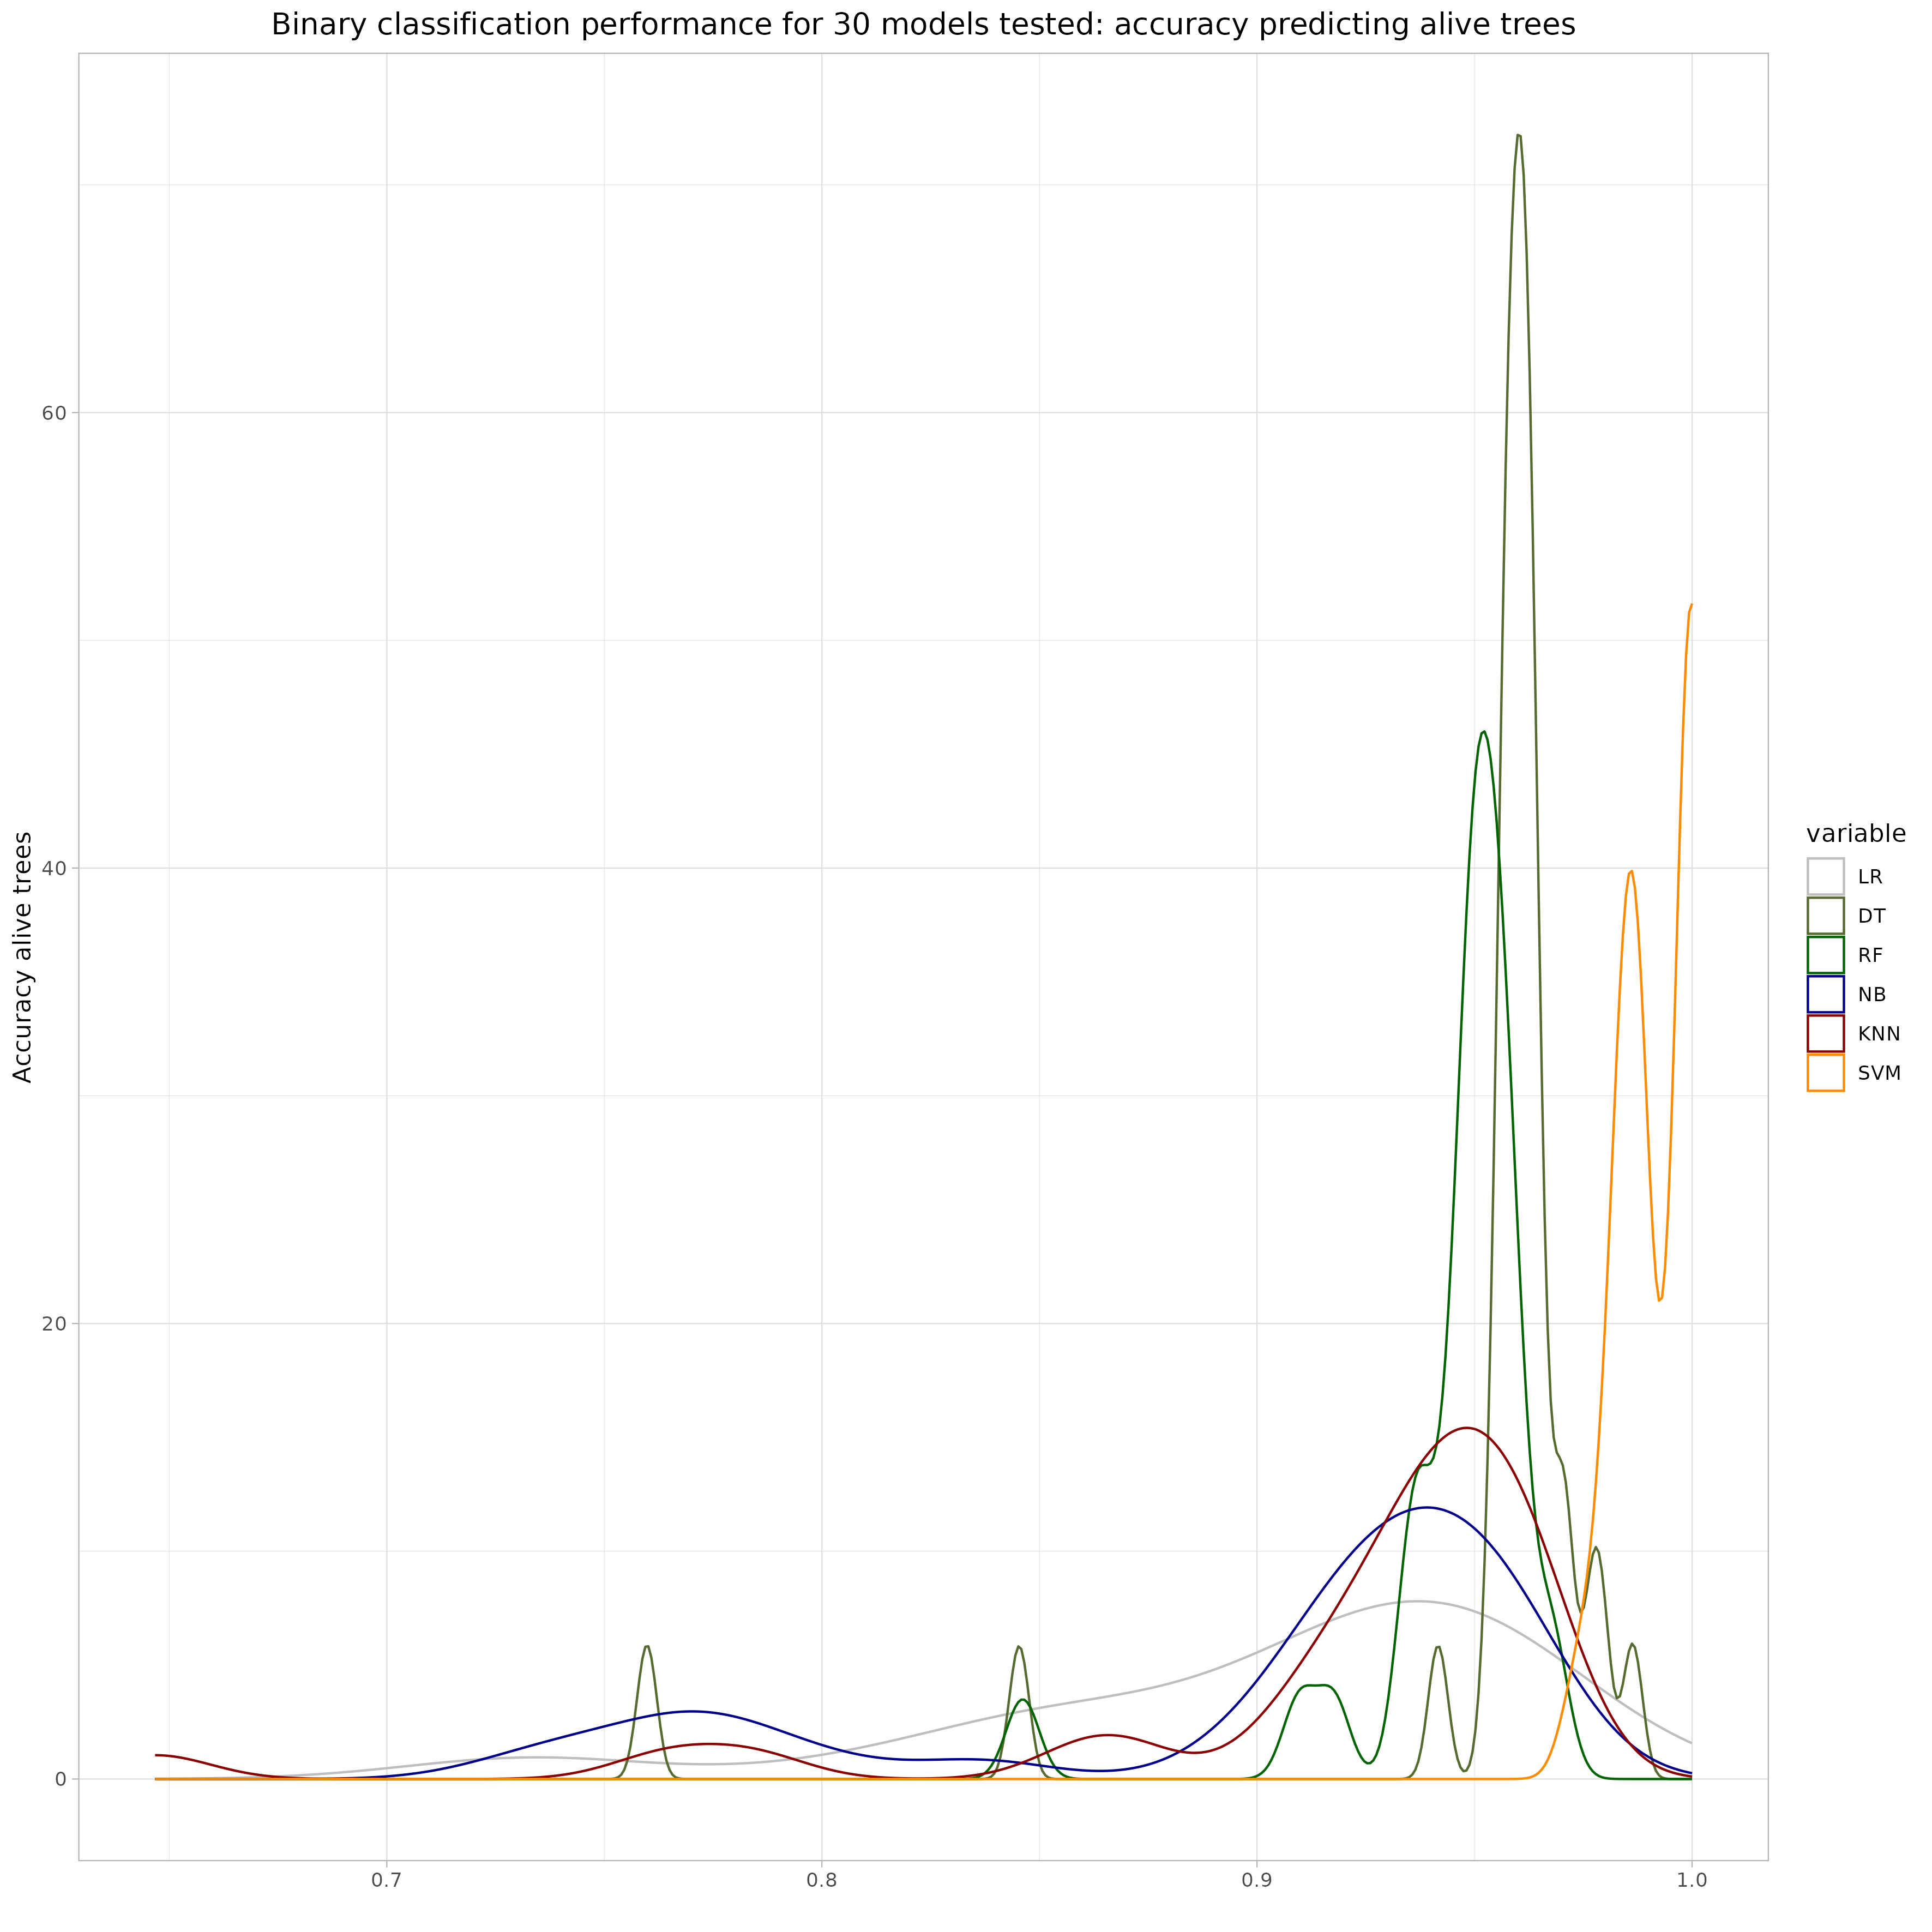 Binary classification performance for 30 models tested: accuracy predicting alive trees
Accuracy alive trees
60
40
20
0
0.7
0.8
0.9
1.0
variable
LR
DT
RF
NB
KNN
SVM